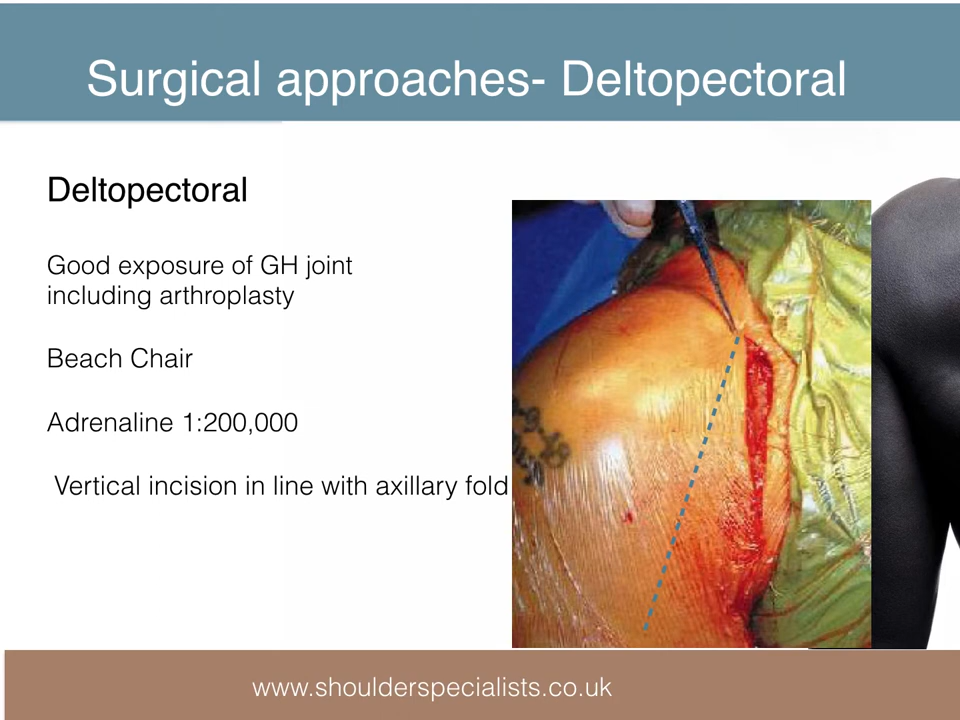 Surgical approaches- Deltopectoral
Deltopectoral
Good exposure of GH joint
including arthroplasty
Beach Chair
Adrenaline 1:200,000
Vertical incision in line with axillary fold
www.shoulderspecialists.co.uk